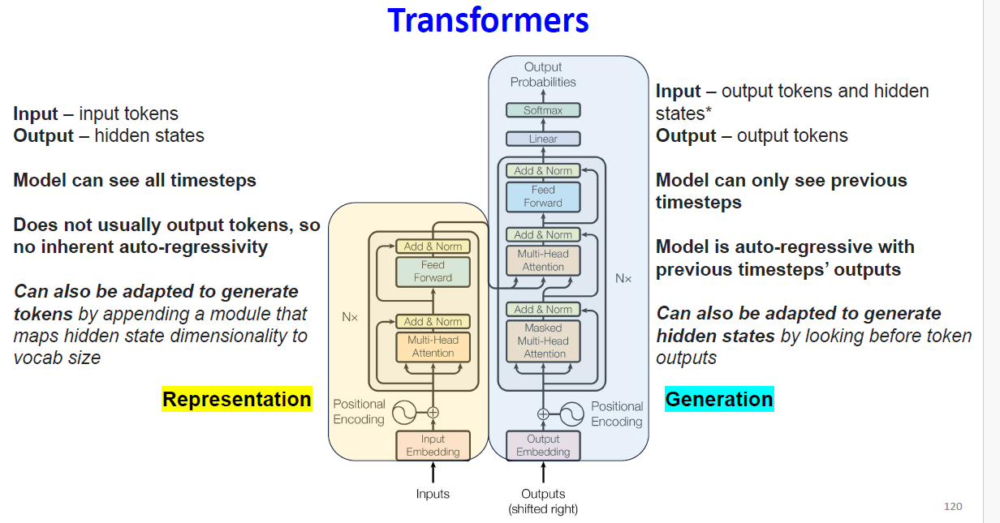 Transformers
Input – input tokens
Output – hidden states
Model can see all timesteps
Does not usually output tokens, so
no inherent auto-regressivity
Can also be adapted to generate
tokens by appending a module that
maps hidden state dimensionality to
vocab size
Representation
Output
Probabilities
Softmax
Linear
Add & Norm
Feed
Forward
Add & Norm
Multi-Head
Attention
Add & Norm
Masked
Multi-Head
Attention
Nx
Positional
Encoding
Output
Embedding
Outputs
(shifted right)
Add & Norm
Feed
Forward
Add & Norm
Multi-Head
Attention
Nx
Positional
Encoding
Input
Embedding
Inputs
Input – output tokens and hidden
states*
Output – output tokens
Model can only see previous
timesteps
Model is auto-regressive with
previous timesteps’ outputs
Can also be adapted to generate
hidden states by looking before token
outputs
Generation
120